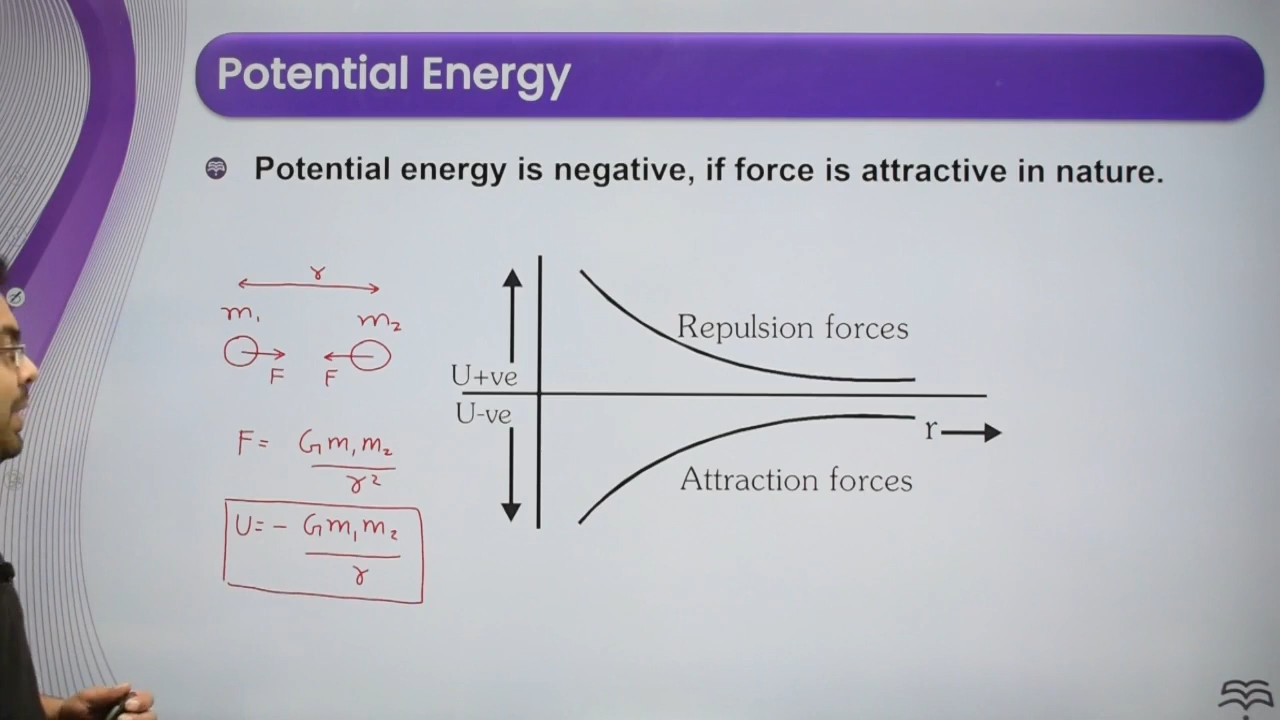 Potential Energy
Potential energy is negative, if force is attractive in nature.
r
m₁ m₂
F F
F = Gm₁m₂
r²
U = - Gm₁m₂
r
U+ve
U-ve
Repulsion forces
Attraction forces
r